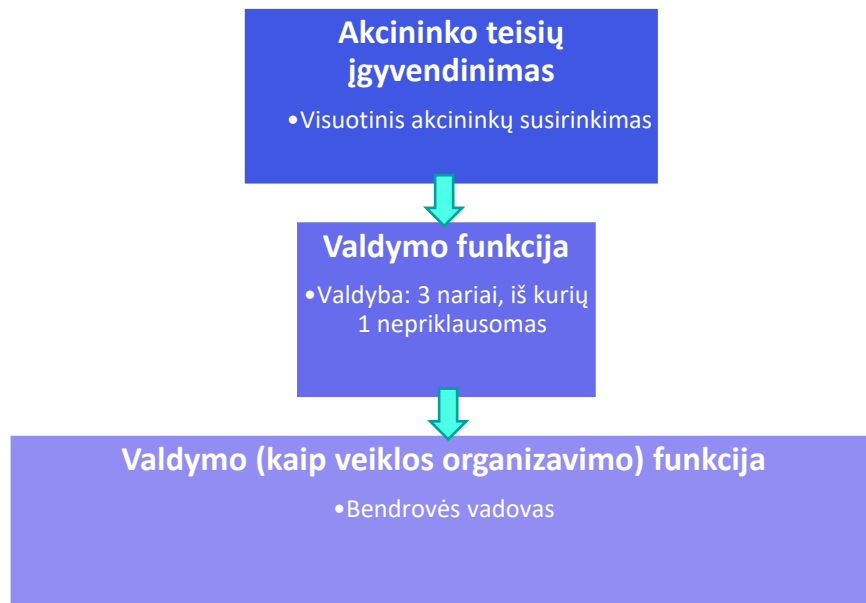 Akcininko teisių
įgyvendinimas
•Visuotinis akcininkų susirinkimas
Valdymo funkcija
•Valdyba: 3 nariai, iš kurių
1 nepriklausomas
Valdymo (kaip veiklos organizavimo) funkcija
•Bendrovės vadovas